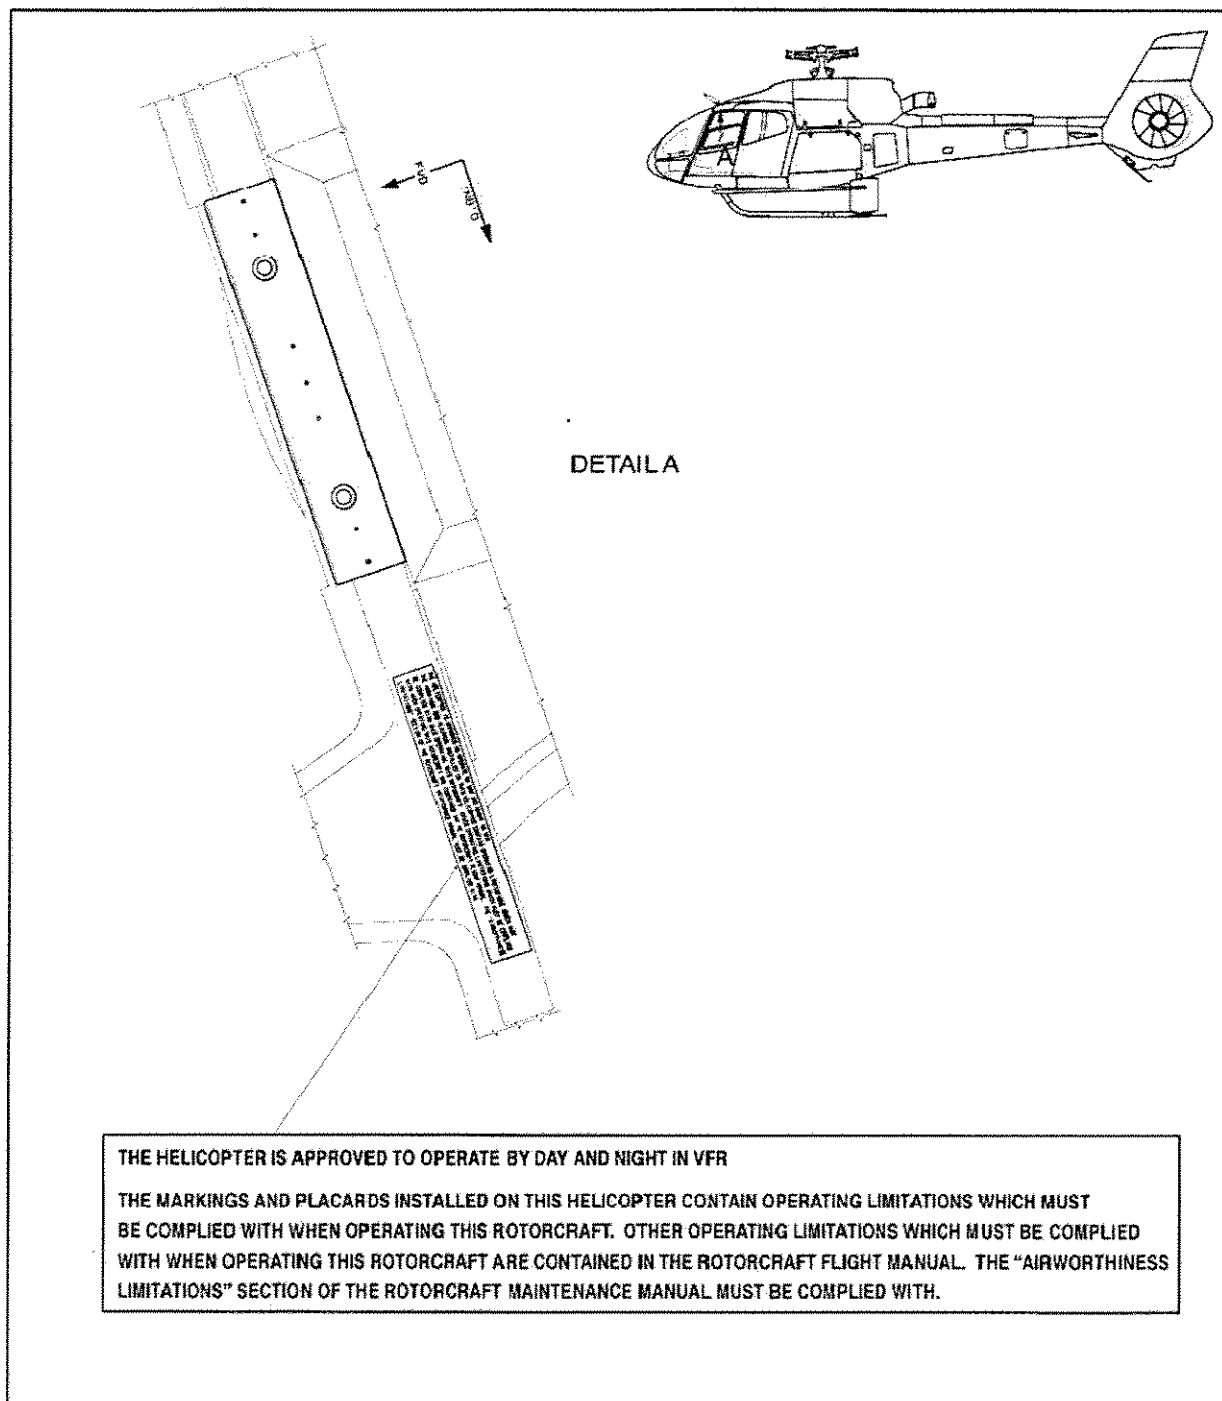 A
FWD
DETAIL A
THE HELICOPTER IS APPROVED TO OPERATE BY DAY AND NIGHT IN VFR
THE MARKINGS AND PLACARDS INSTALLED ON THIS HELICOPTER CONTAIN OPERATING LIMITATIONS WHICH MUST
BE COMPLIED WITH WHEN OPERATING THIS ROTORCRAFT. OTHER OPERATING LIMITATIONS WHICH MUST BE COMPLIED
WITH WHEN OPERATING THIS ROTORCRAFT ARE CONTAINED IN THE ROTORCRAFT FLIGHT MANUAL. THE “AIRWORTHINESS
LIMITATIONS” SECTION OF THE ROTORCRAFT MAINTENANCE MANUAL MUST BE COMPLIED WITH.